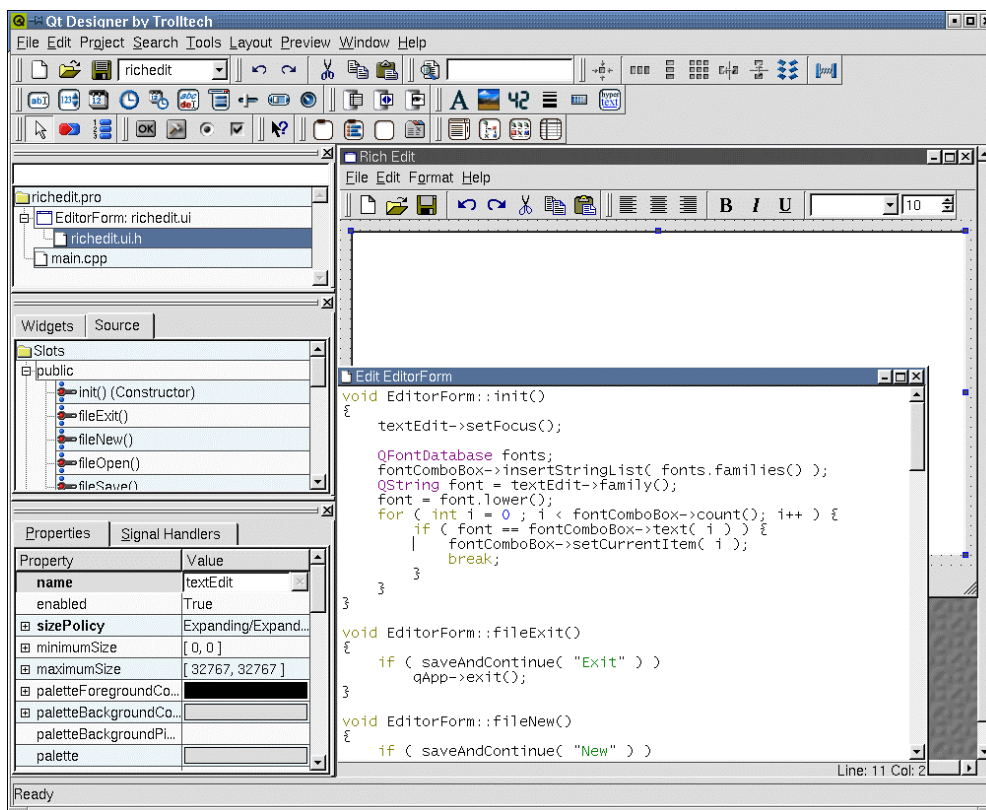 Qt Designer by Trolltech
File Edit Project Search Tools Layout Preview Window Help
richedit
richedit.pro
EditorForm: richedit.ui
richedit.ui.h
main.cpp
Widgets Source
Slots
public
init() (Constructor)
fileExit()
fileNew()
fileOpen()
fileSave()
Properties Signal Handlers
Property Value
name textEdit
enabled True
sizePolicy Expanding/Expand...
minimumSize [ 0, 0 ]
maximumSize [ 32767, 32767 ]
paletteForegroundCo...
paletteBackgroundCo...
paletteBackgroundPi...
palette
Rich Edit
File Edit Format Help
B I U 10
Edit EditorForm
void EditorForm::init()
{
    textEdit->setFocus();

    QFontDatabase fonts;
    fontComboBox->insertStringList( fonts.families() );
    QString font = textEdit->family();
    font = font.lower();
    for ( int i = 0 ; i < fontComboBox->count(); i++ ) {
        if ( font == fontComboBox->text( i ) ) {
            fontComboBox->setCurrentItem( i );
            break;
        }
    }
}

void EditorForm::fileExit()
{
    if ( saveAndContinue( "Exit" ) )
        qApp->exit();
}

void EditorForm::fileNew()
{
    if ( saveAndContinue( "New" ) )
Line: 11 Col: 2
Ready